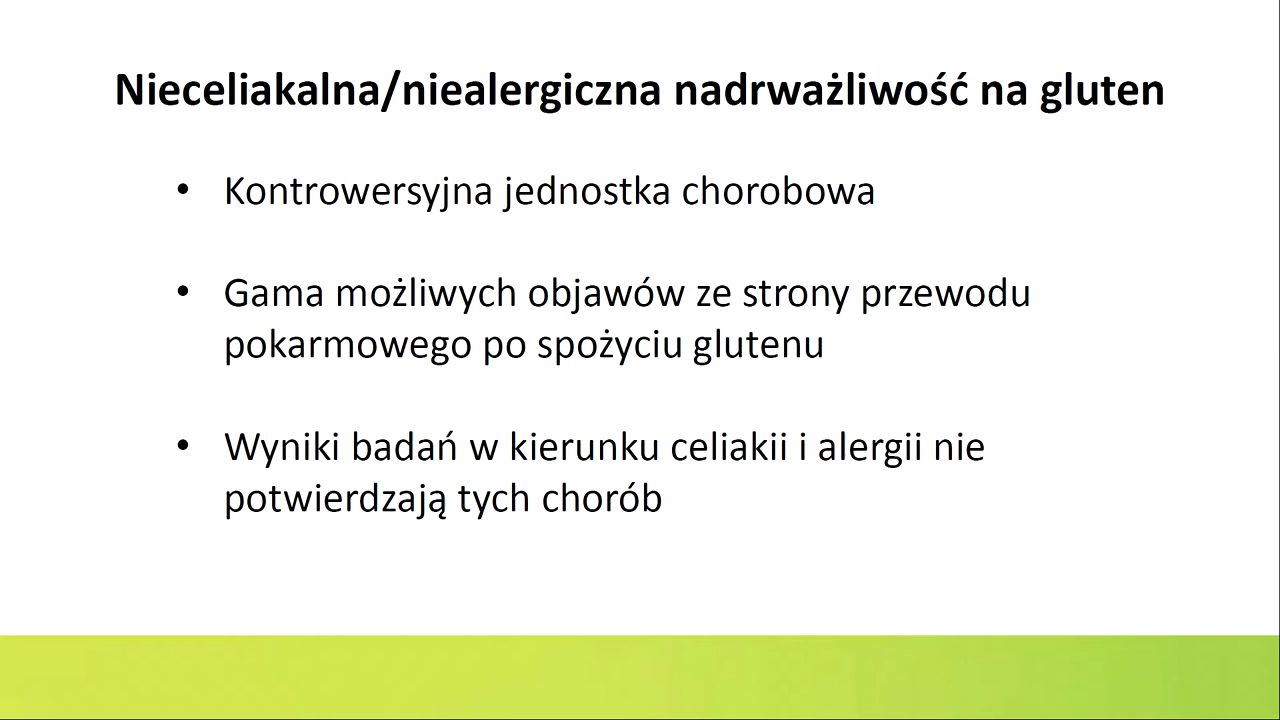 Nieceliakalna/niealergiczna nadrważliwość na gluten
• Kontrowersyjna jednostka chorobowa
• Gama możliwych objawów ze strony przewodu
pokarmowego po spożyciu glutenu
• Wyniki badań w kierunku celiakii i alergii nie
potwierdzają tych chorób